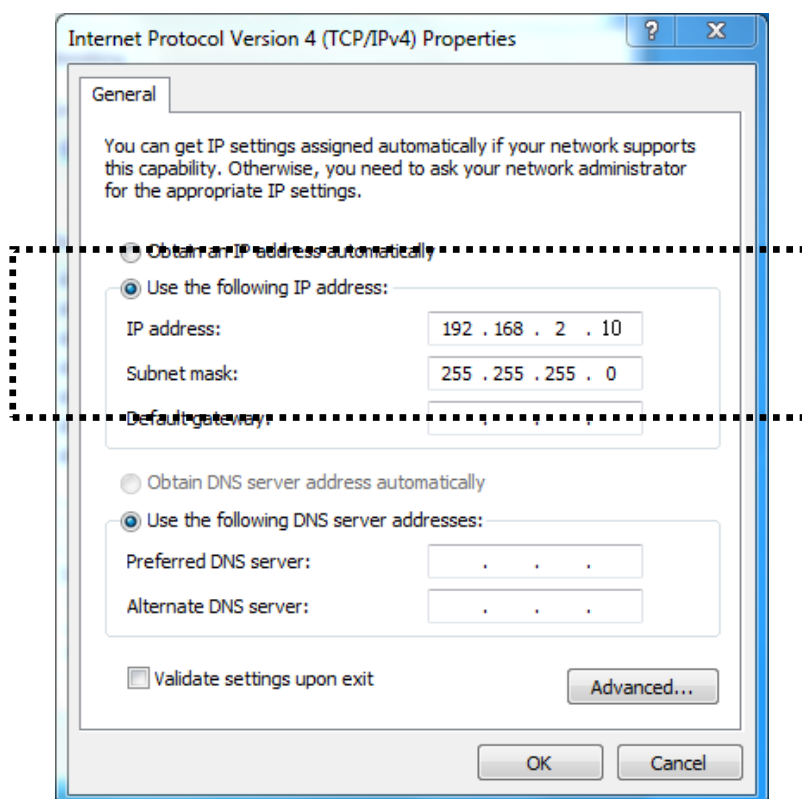 Internet Protocol Version 4 (TCP/IPv4) Properties
? X
General
You can get IP settings assigned automatically if your network supports
this capability. Otherwise, you need to ask your network administrator
for the appropriate IP settings.
Obtain an IP address automatically
Use the following IP address:
IP address: 192 . 168 . 2 . 10
Subnet mask: 255 . 255 . 255 . 0
Default gateway: . . .
Obtain DNS server address automatically
Use the following DNS server addresses:
Preferred DNS server: . . .
Alternate DNS server: . . .
Validate settings upon exit
Advanced...
OK Cancel